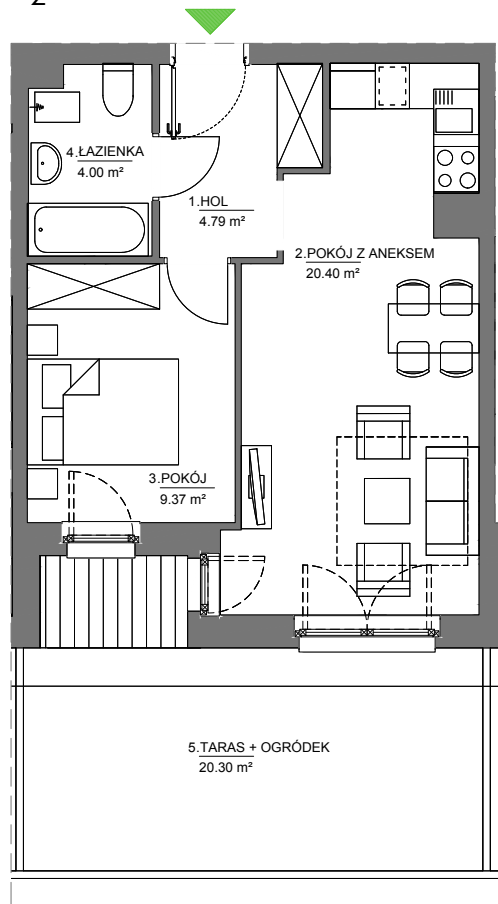 2
4.ŁAZIENKA
4.00 m²
1.HOL
4.79 m²
2.POKÓJ Z ANEKSEM
20.40 m²
3.POKÓJ
9.37 m²
5.TARAS + OGRÓDEK
20.30 m²